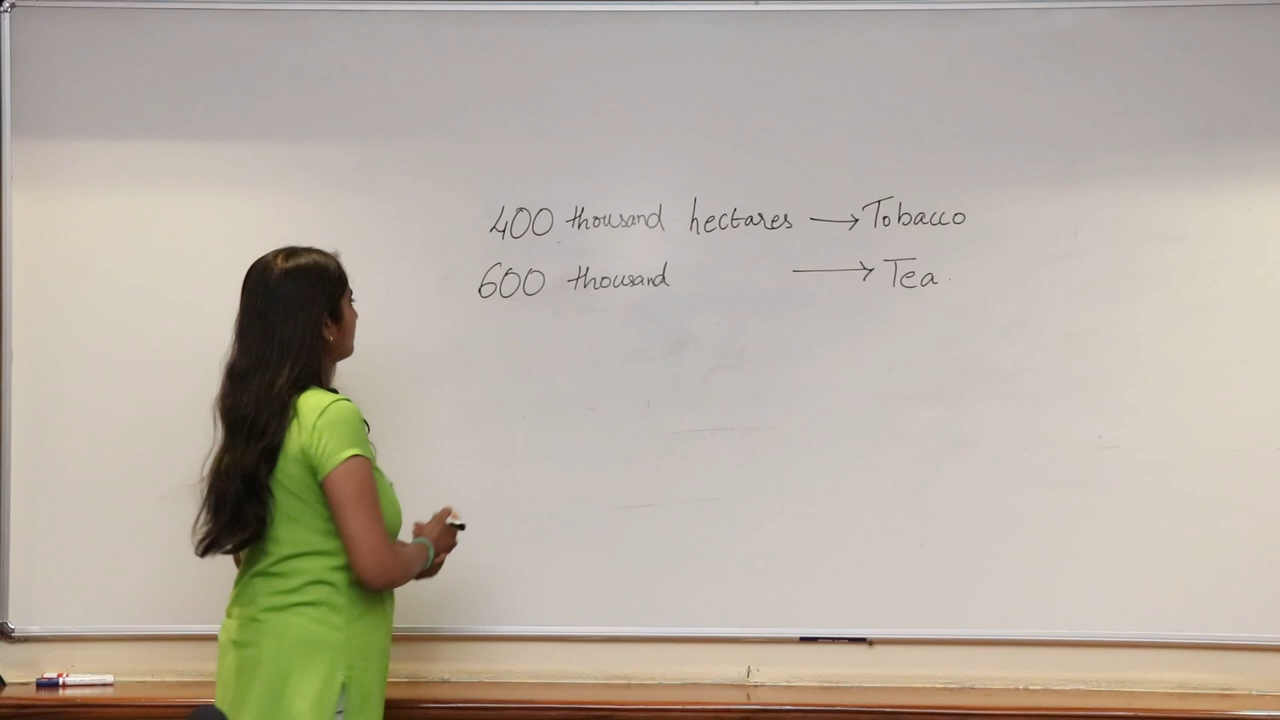 400 thousand hectares → Tobacco
600 thousand → Tea.